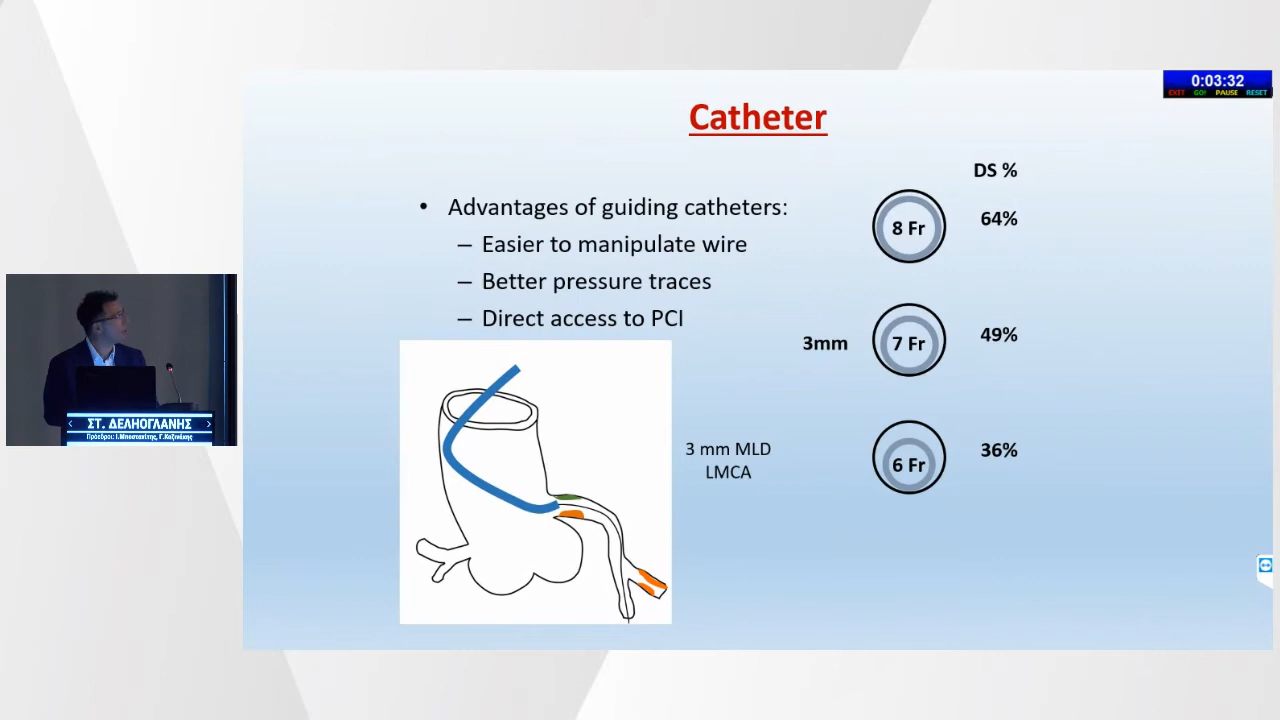 0:03:32
EXIT GO! PAUSE RESET
Catheter
DS %
• Advantages of guiding catheters:
– Easier to manipulate wire
– Better pressure traces
– Direct access to PCI
8 Fr
64%
3mm
7 Fr
49%
3 mm MLD
LMCA
6 Fr
36%
ΣΤ. ΔΕΛΗΟΓΛΑΝΗΣ
Πρόεδροι: Ι.Μποστανίτης, Γ.Καζινάκης